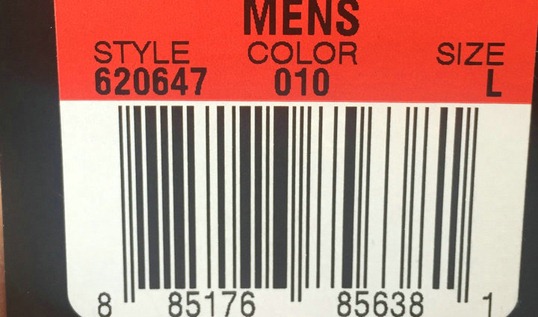 MENS
STYLE COLOR SIZE
620647 010 L
8 85176 85638 1